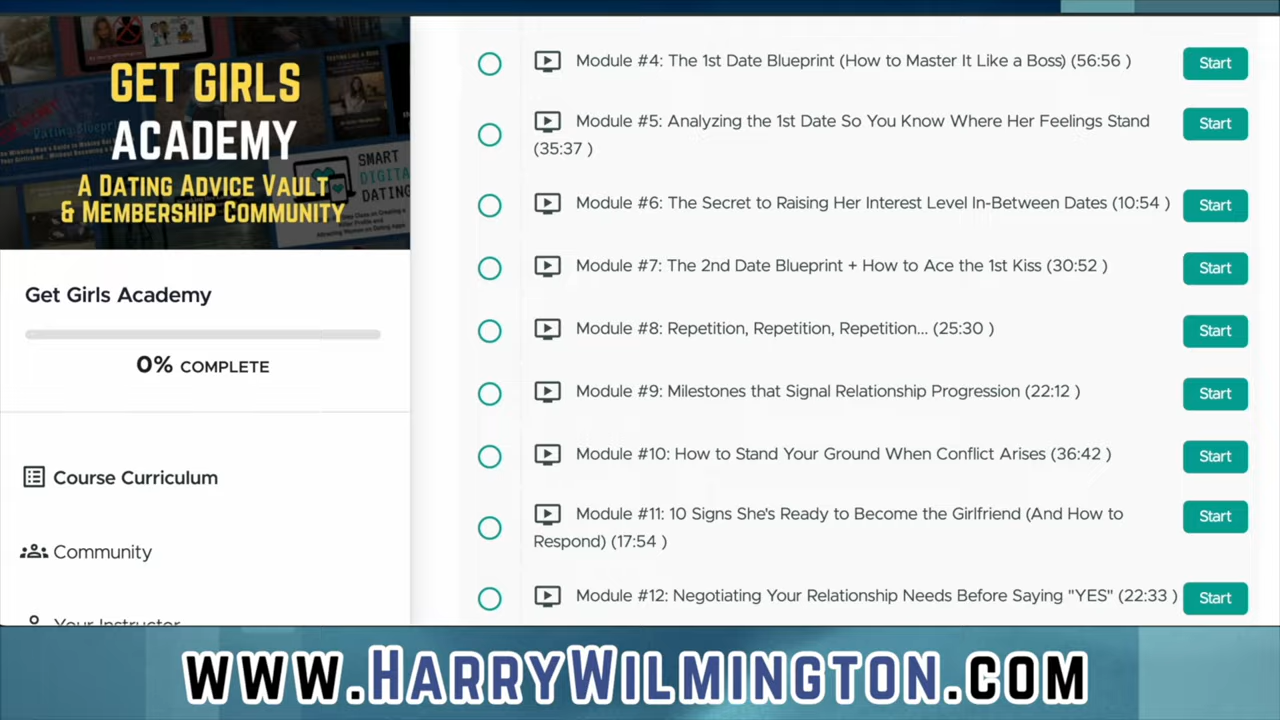 GET GIRLS
ACADEMY
A DATING ADVICE VAULT
& MEMBERSHIP COMMUNITY
SMART
DIGITAL
DATING
Get Girls Academy
0% COMPLETE
Course Curriculum
Community
Your Instructor
Module #4: The 1st Date Blueprint (How to Master It Like a Boss) (56:56 )
Start
Module #5: Analyzing the 1st Date So You Know Where Her Feelings Stand
(35:37 )
Start
Module #6: The Secret to Raising Her Interest Level In-Between Dates (10:54 )
Start
Module #7: The 2nd Date Blueprint + How to Ace the 1st Kiss (30:52 )
Start
Module #8: Repetition, Repetition, Repetition... (25:30 )
Start
Module #9: Milestones that Signal Relationship Progression (22:12 )
Start
Module #10: How to Stand Your Ground When Conflict Arises (36:42 )
Start
Module #11: 10 Signs She's Ready to Become the Girlfriend (And How to
Respond) (17:54 )
Start
Module #12: Negotiating Your Relationship Needs Before Saying "YES" (22:33 )
Start
www.HarryWilmington.com